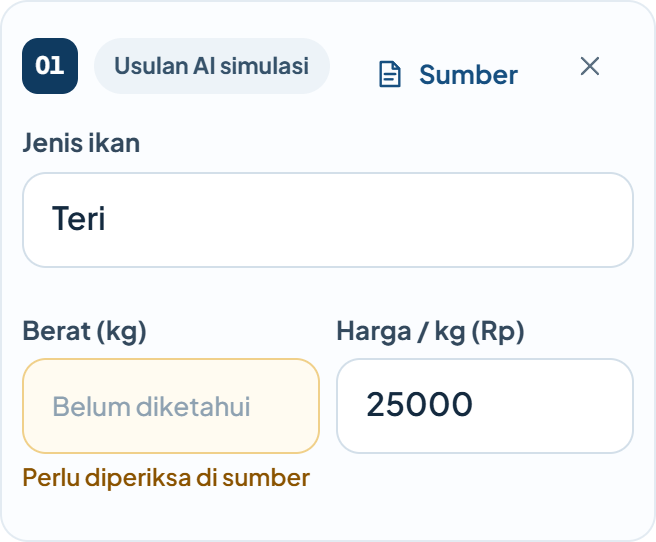 01 Usulan AI simulasi Sumber
Jenis ikan
Teri
Berat (kg) Harga / kg (Rp)
Belum diketahui 25000
Perlu diperiksa di sumber